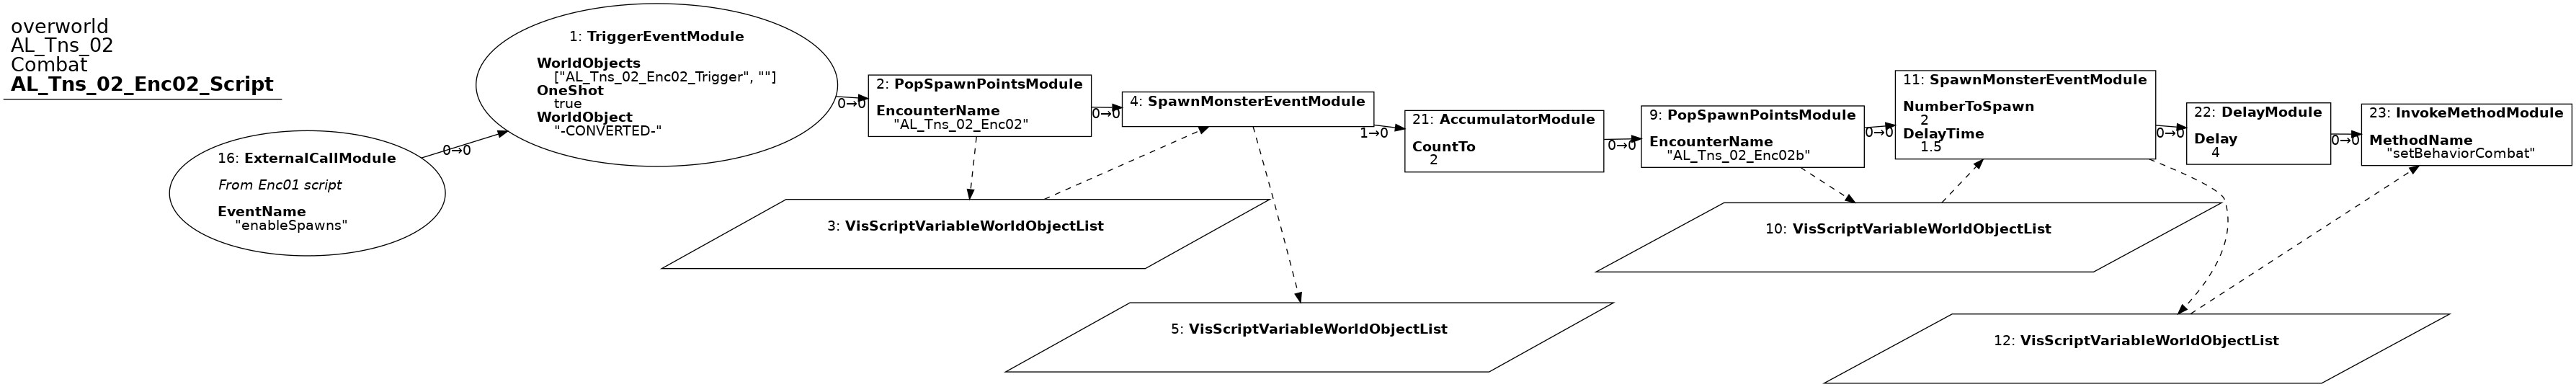 overworld
AL_Tns_02
Combat
AL_Tns_02_Enc02_Script
16: ExternalCallModule
From Enc01 script
EventName
"enableSpawns"
0→0
1: TriggerEventModule
WorldObjects
["AL_Tns_02_Enc02_Trigger", ""]
OneShot
true
WorldObject
"-CONVERTED-"
0→0
2: PopSpawnPointsModule
EncounterName
"AL_Tns_02_Enc02"
0→0
3: VisScriptVariableWorldObjectList
4: SpawnMonsterEventModule
1→0
5: VisScriptVariableWorldObjectList
21: AccumulatorModule
CountTo
2
0→0
9: PopSpawnPointsModule
EncounterName
"AL_Tns_02_Enc02b"
0→0
10: VisScriptVariableWorldObjectList
11: SpawnMonsterEventModule
NumberToSpawn
2
DelayTime
1.5
0→0
12: VisScriptVariableWorldObjectList
22: DelayModule
Delay
4
0→0
23: InvokeMethodModule
MethodName
"setBehaviorCombat"